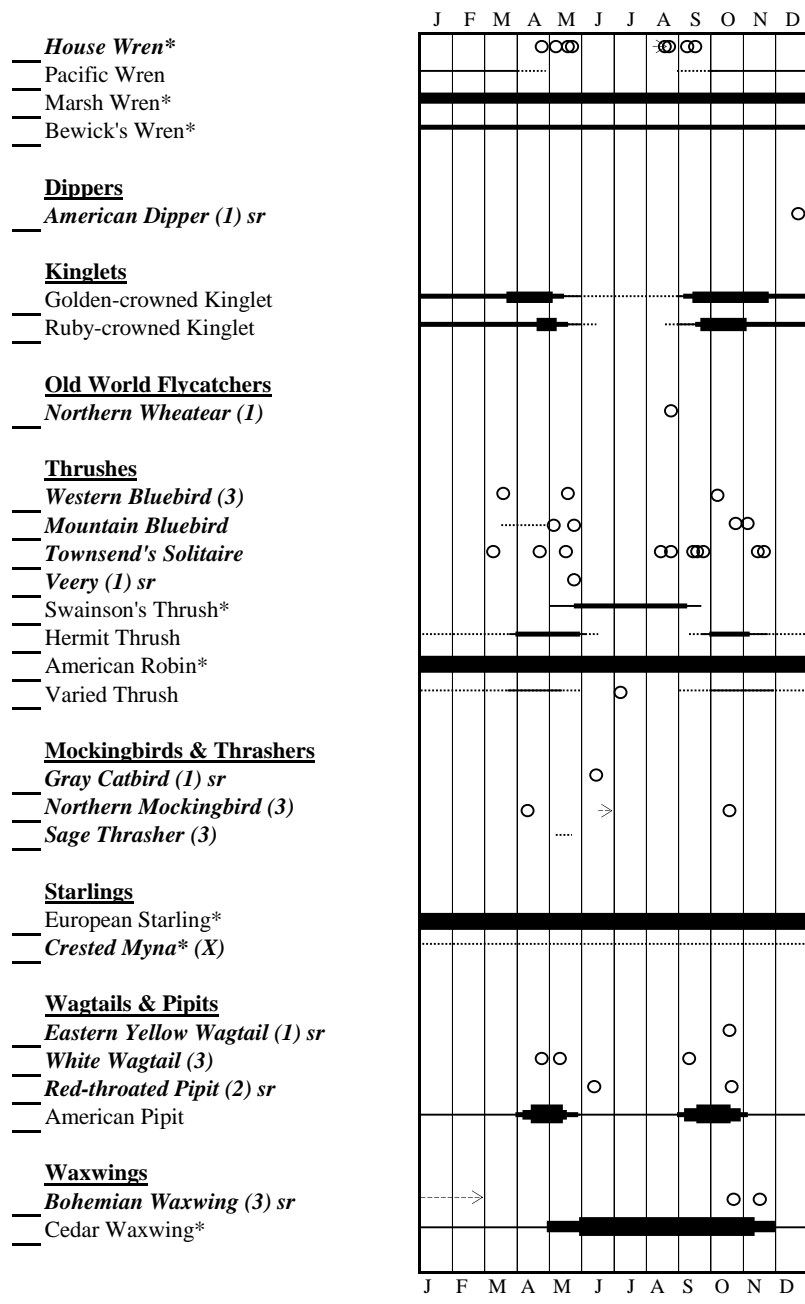 J F M A M J J A S O N D
House Wren*
Pacific Wren
Marsh Wren*
Bewick's Wren*
Dippers
American Dipper (1) sr
Kinglets
Golden-crowned Kinglet
Ruby-crowned Kinglet
Old World Flycatchers
Northern Wheatear (1)
Thrushes
Western Bluebird (3)
Mountain Bluebird
Townsend's Solitaire
Veery (1) sr
Swainson's Thrush*
Hermit Thrush
American Robin*
Varied Thrush
Mockingbirds & Thrashers
Gray Catbird (1) sr
Northern Mockingbird (3)
Sage Thrasher (3)
Starlings
European Starling*
Crested Myna* (X)
Wagtails & Pipits
Eastern Yellow Wagtail (1) sr
White Wagtail (3)
Red-throated Pipit (2) sr
American Pipit
Waxwings
Bohemian Waxwing (3) sr
Cedar Waxwing*
J F M A M J J A S O N D